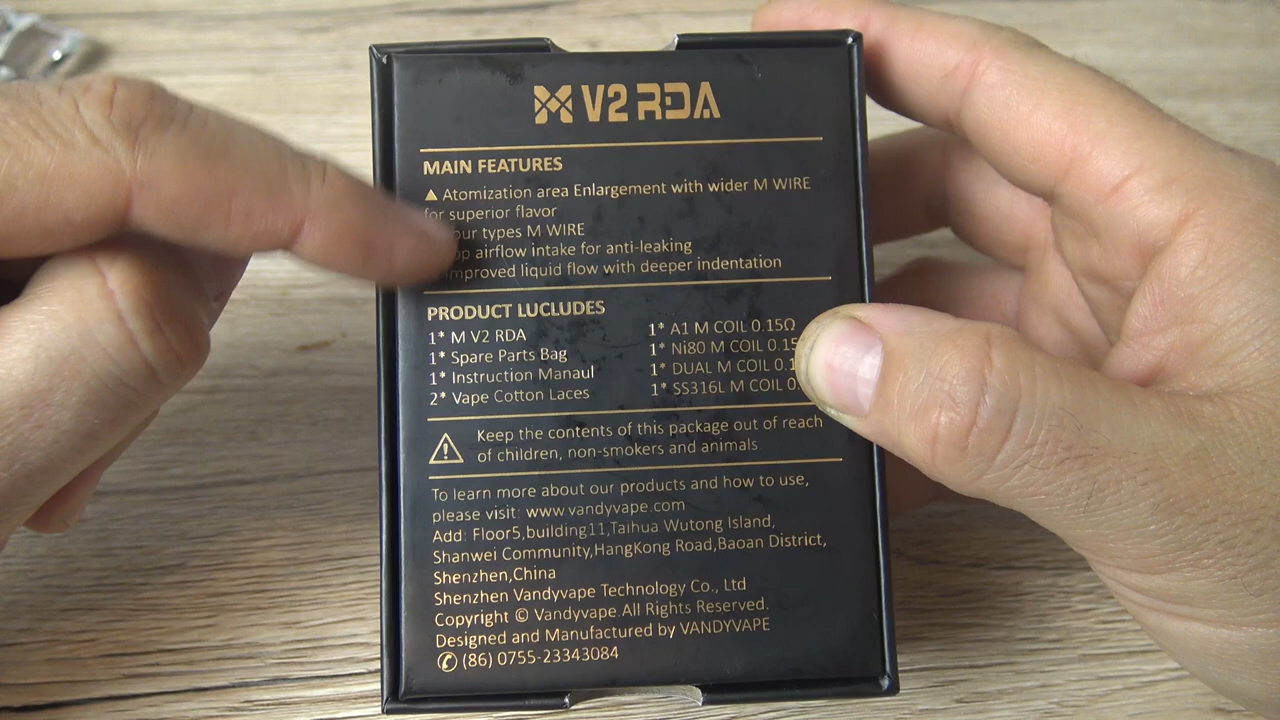 M V2 RDA
MAIN FEATURES
▲ Atomization area Enlargement with wider M WIRE
for superior flavor
types M WIRE
airflow intake for anti-leaking
improved liquid flow with deeper indentation
PRODUCT LUCLUDES
1* M V2 RDA
1* Spare Parts Bag
1* Instruction Manaul
2* Vape Cotton Laces
1* A1 M COIL 0.15Ω
1* Ni80 M COIL 0.15
1* DUAL M COIL
1* SS316L M COIL
Keep the contents of this package out of reach
of children, non-smokers and animals
To learn more about our products and how to use,
please visit: www.vandyvape.com
Add: Floor5,building11,Taihua Wutong Island,
Shanwei Community,HangKong Road,Baoan District,
Shenzhen,China
Shenzhen Vandyvape Technology Co., Ltd
Copyright © Vandyvape.All Rights Reserved.
Designed and Manufactured by VANDYVAPE
(86) 0755-23343084